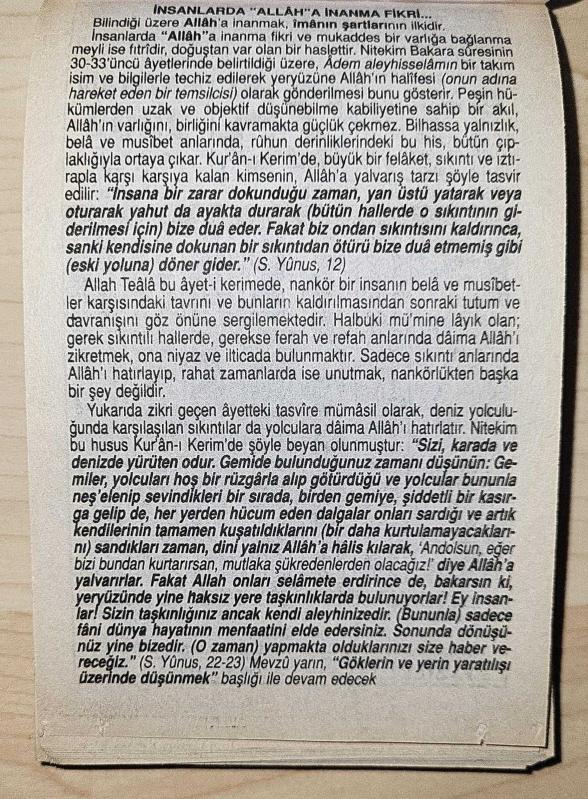 İNSANLARDA "ALLÂH"A İNANMA FİKRİ...
Bilindiği üzere Allâh'a inanmak, îmânın şartlarının ilkidir.
İnsanlarda "Allâh"a inanma fikri ve mukaddes bir varlığa bağlanma
meyli ise fıtrîdir, doğuştan var olan bir haslettir. Nitekim Bakara sûresinin
30-33'üncü âyetlerinde belirtildiği üzere, Âdem aleyhisselâmın bir takım
isim ve bilgilerle techiz edilerek yeryüzüne Allâh'ın halîfesi (onun adına
hareket eden bir temsilcisi) olarak gönderilmesi bunu gösterir. Peşin hü-
kümlerden uzak ve objektif düşünebilme kabiliyetine sahip bir akıl,
Allâh'ın varlığını, birliğini kavramakta güçlük çekmez. Bilhassa yalnızlık,
belâ ve musîbet anlarında, rûhun derinliklerindeki bu his, bütün çıp-
laklığıyla ortaya çıkar. Kur'ân-ı Kerim'de, büyük bir felâket, sıkıntı ve iztı-
rapla karşı karşıya kalan kimsenin, Allâh'a yalvarış tarzı şöyle tasvir
edilir: "İnsana bir zarar dokunduğu zaman, yan üstü yatarak veya
oturarak yahut da ayakta durarak (bütün hallerde o sıkıntının gi-
derilmesi için) bize duâ eder. Fakat biz ondan sıkıntısını kaldırınca,
sanki kendisine dokunan bir sıkıntıdan ötürü bize duâ etmemiş gibi
(eski yoluna) döner gider." (S. Yûnus, 12)
Allah Teâlâ bu âyet-i kerimede, nankör bir insanın belâ ve musîbet-
ler karşısındaki tavrını ve bunların kaldırılmasından sonraki tutum ve
davranışını göz önüne sergilemektedir. Halbuki mü'mine lâyık olan;
gerek sıkıntılı hallerde, gerekse ferah ve refah anlarında dâima Allâh'ı
zikretmek, ona niyaz ve ilticada bulunmaktır. Sadece sıkıntı anlarında
Allâh'ı hatırlayıp, rahat zamanlarda ise unutmak, nankörlükten başka
bir şey değildir.
Yukarıda zikri geçen âyetteki tasvîre mümâsil olarak, deniz yolculu-
ğunda karşılaşılan sıkıntılar da yolculara dâima Allâh'ı hatırlatır. Nitekim
bu husus Kur'ân-ı Kerim'de şöyle beyan olunmuştur: "Sizi, karada ve
denizde yürüten odur. Gemide bulunduğunuz zamanı düşünün: Ge-
miler, yolcuları hoş bir rüzgârla alıp götürdüğü ve yolcular bununla
neş'elenip sevindikleri bir sırada, birden gemiye, şiddetli bir kasır-
ga gelip de, her yerden hücum eden dalgalar onları sardığı ve artık
kendilerinin tamamen kuşatıldıklarını (bir daha kurtulamayacakları-
nı) sandıkları zaman, dini yalnız Allâh'a hâlis kılarak, 'Andolsun, eğer
bizi bundan kurtarırsan, mutlaka şükredenlerden olacağız!' diye Allâh'a
yalvarırlar. Fakat Allah onları selâmete erdirince de, bakarsın ki,
yeryüzünde yine haksız yere taşkınlıklarda bulunuyorlar! Ey insan-
lar! Sizin taşkınlığınız ancak kendi aleyhinizedir. (Bununla) sadece
fâni dünya hayatının menfaatini elde edersiniz. Sonunda dönüşü-
nüz yine bizedir. (O zaman) yapmakta olduklarınızı size haber ve-
receğiz." (S. Yûnus, 22-23) Mevzû yarın, "Göklerin ve yerin yaratılışı
üzerinde düşünmek" başlığı ile devam edecek